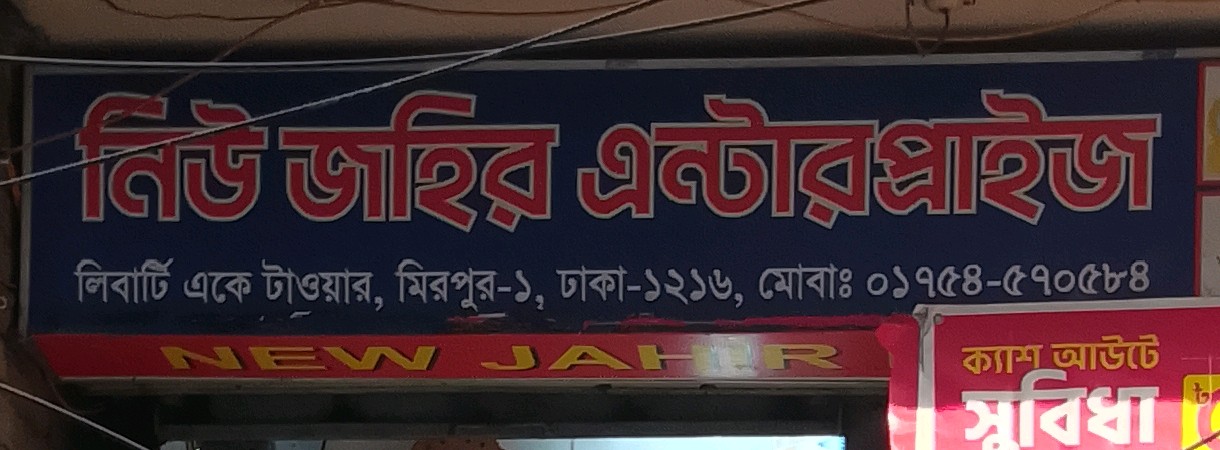 নিউ জহির এন্টারপ্রাইজ
লিবার্টি একে টাওয়ার, মিরপুর-১, ঢাকা-১২১৬, মোবাঃ ০১৭৫৪-৫৭০৫৮৪
NEW JAHIR
ক্যাশ আউটে
সুবিধা